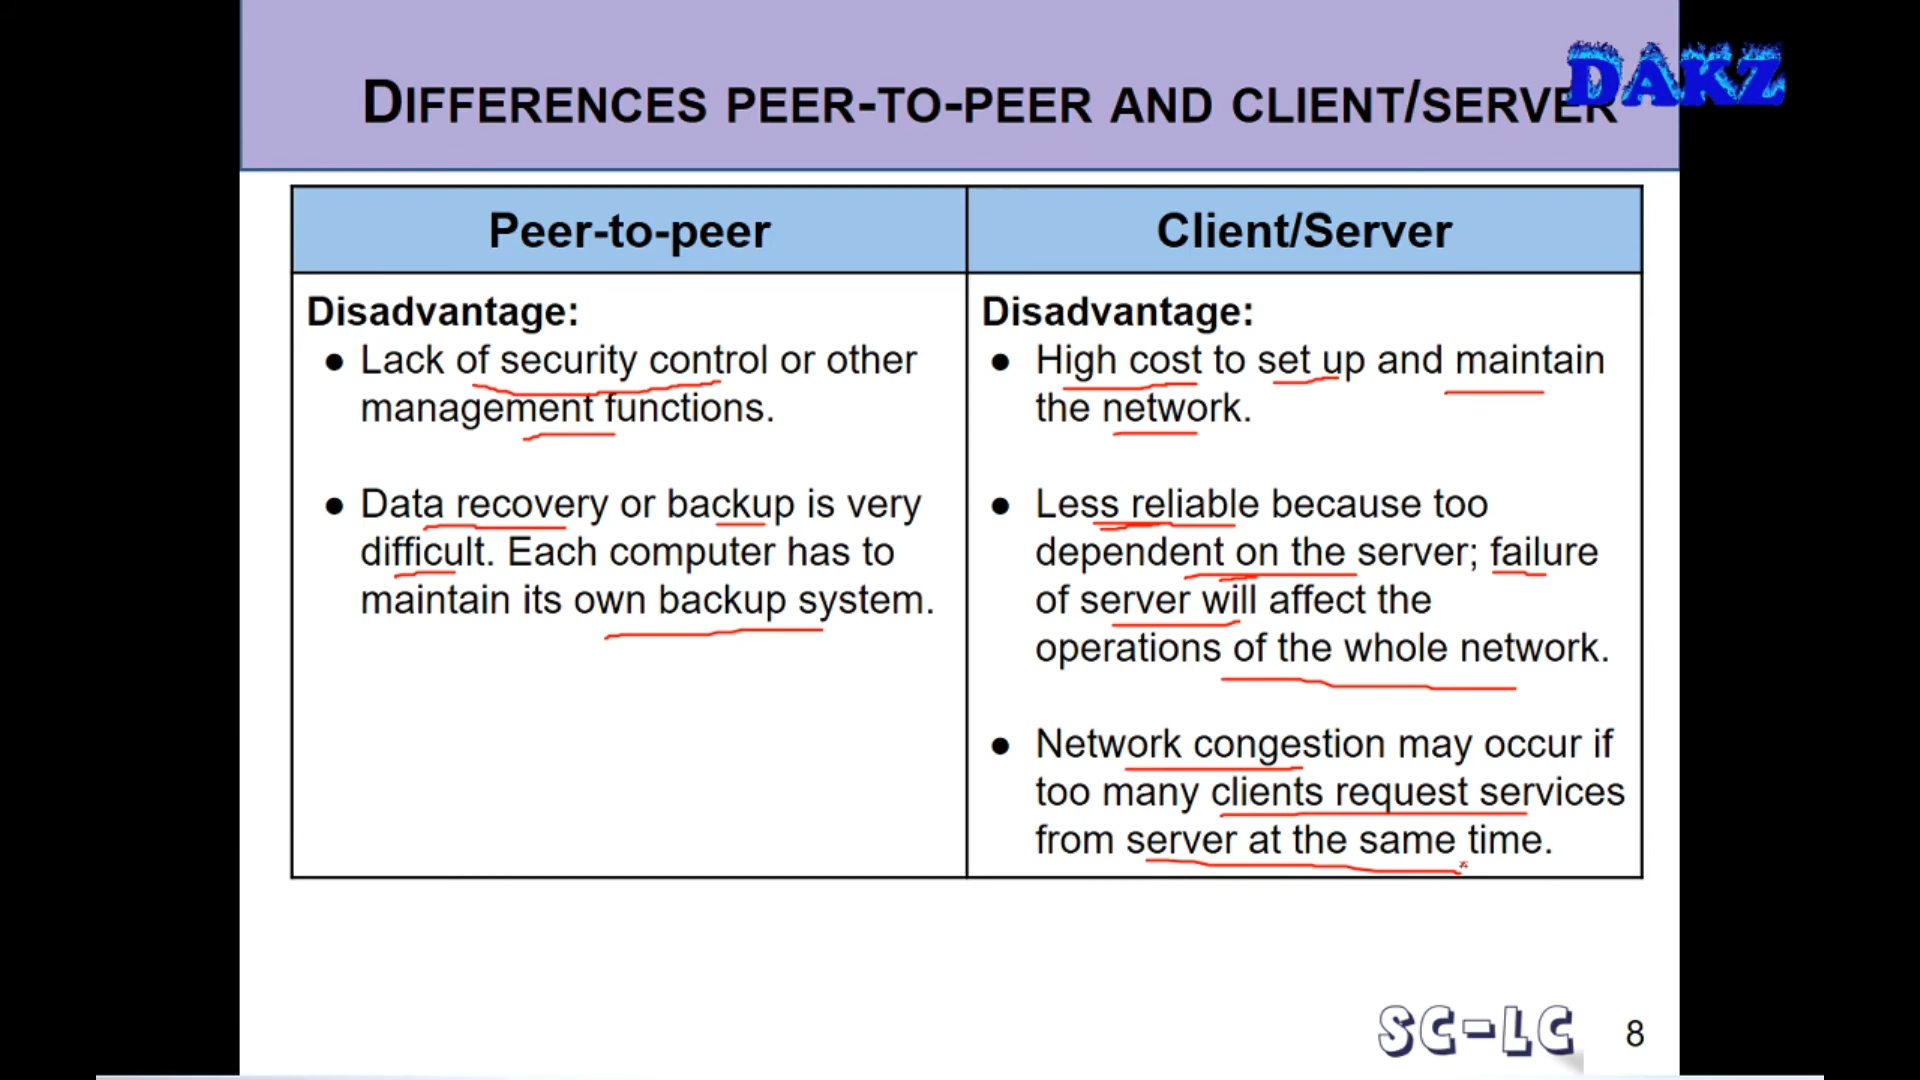 DIFFERENCES PEER-TO-PEER AND CLIENT/SERVER
DAKZ
Peer-to-peer
Client/Server
Disadvantage:
● Lack of security control or other
management functions.
● Data recovery or backup is very
difficult. Each computer has to
maintain its own backup system.
Disadvantage:
● High cost to set up and maintain
the network.
● Less reliable because too
dependent on the server; failure
of server will affect the
operations of the whole network.
● Network congestion may occur if
too many clients request services
from server at the same time.
SC-LC
8